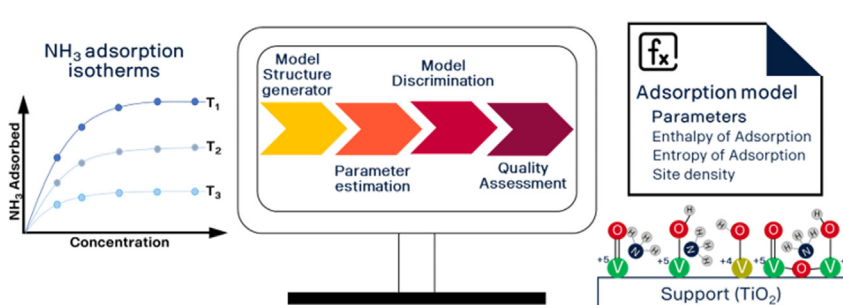 NH₃ adsorption
isotherms
NH₃ Adsorbed
T₁
T₂
T₃
Concentration
Model
Structure
generator
Model
Discrimination
Parameter
estimation
Quality
Assessment
fx
Adsorption model
Parameters
Enthalpy of Adsorption
Entropy of Adsorption
Site density
O
H
H
H
N
+5
V
H
O
H
H
H
N
+5
V
H
O
+4
V
O
H
H
H
N
+5
V
O
H
O
V
Support (TiO₂)